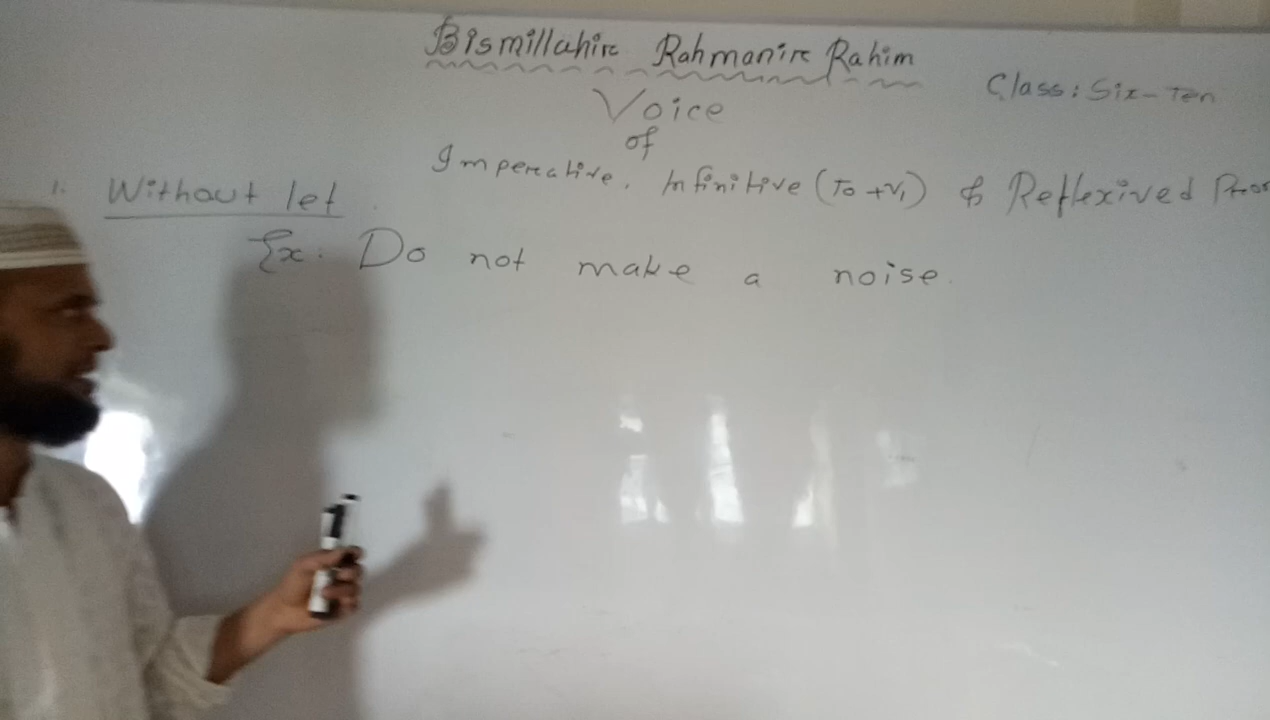 Bismillahir Rahmanir Rahim
Class: Six-Ten
Voice
of
Imperative, Infinitive (To + V1) & Reflexived
1. Without let
Ex: Do not make a noise.